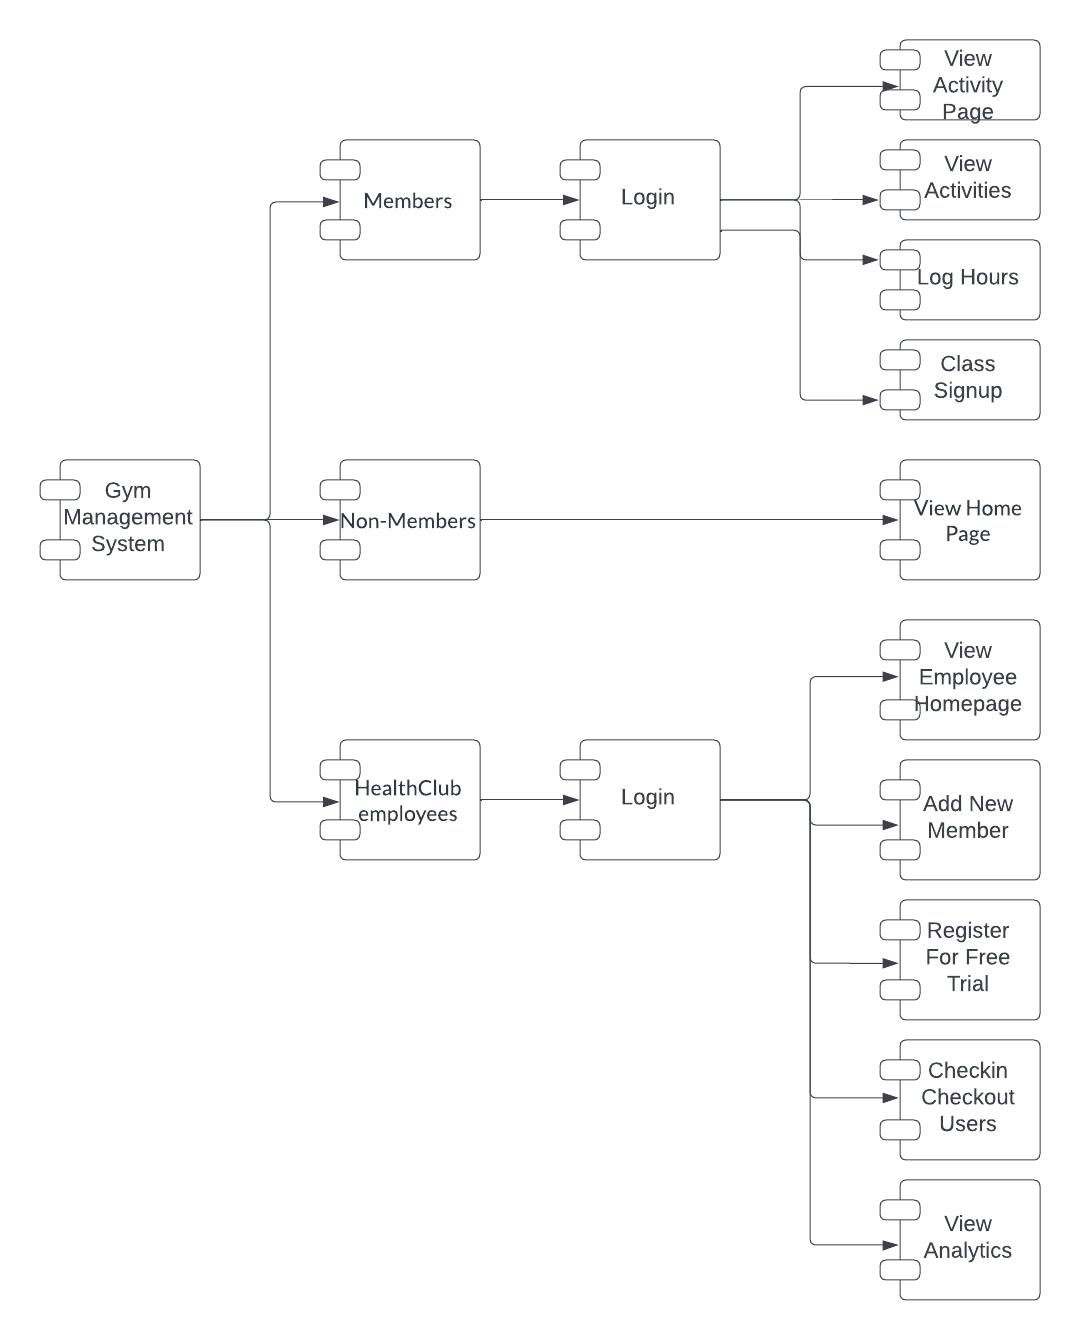 Gym
Management
System
Members
Login
View
Activity
Page
View
Activities
Log Hours
Class
Signup
Non-Members
View Home
Page
HealthClub
employees
Login
View
Employee
Homepage
Add New
Member
Register
For Free
Trial
Checkin
Checkout
Users
View
Analytics